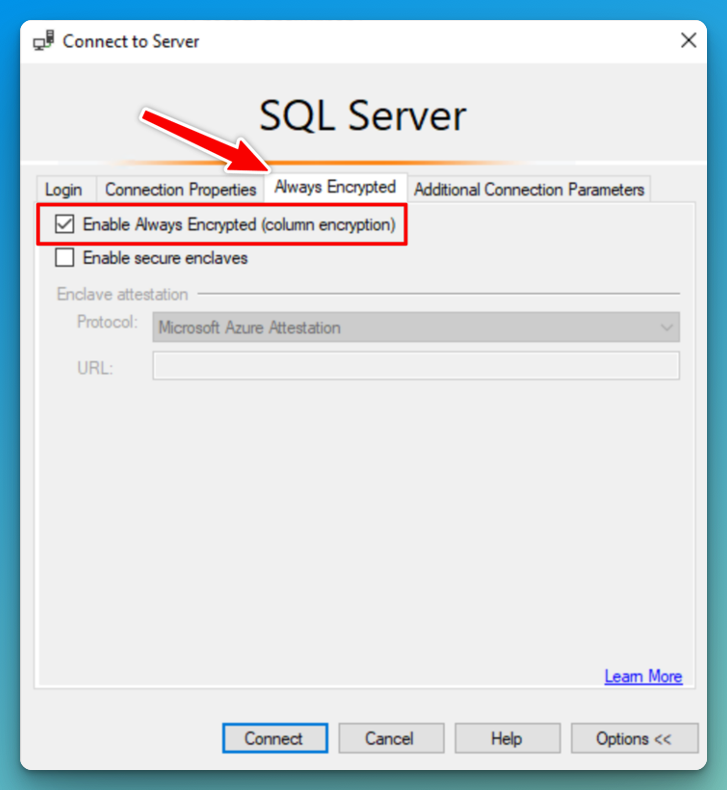 Connect to Server
SQL Server
Login Connection Properties Always Encrypted Additional Connection Parameters
Enable Always Encrypted (column encryption)
Enable secure enclaves
Enclave attestation
Protocol: Microsoft Azure Attestation
URL:
Learn More
Connect Cancel Help Options <<